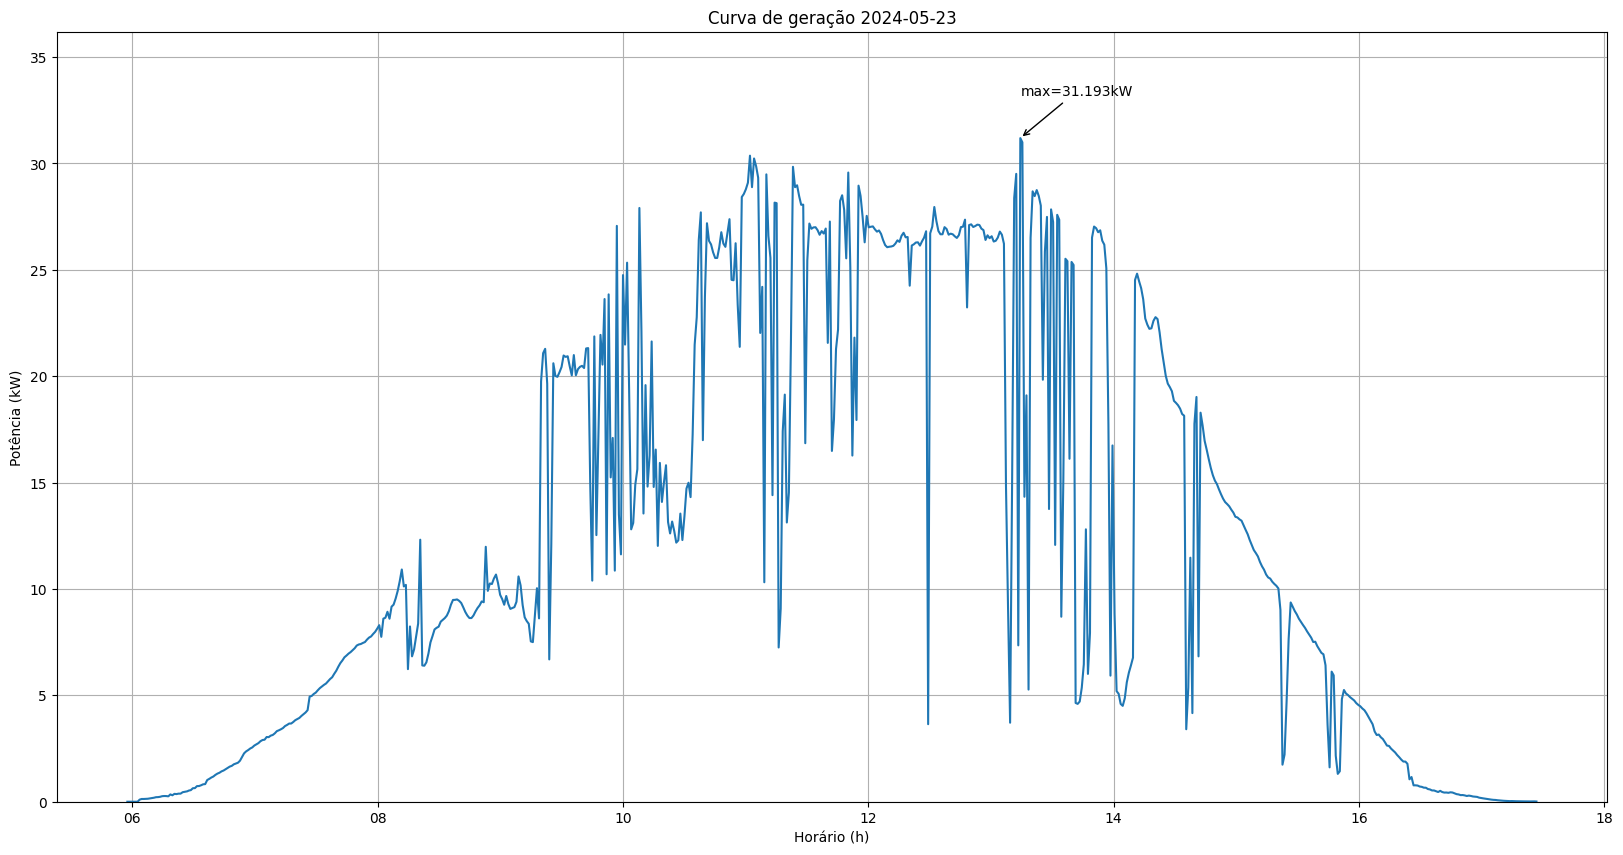 Curva de geração 2024-05-23
35
max=31.193kW
30
25
20
15
10
5
0
Potência (kW)
06 08 10 12 14 16 18
Horário (h)